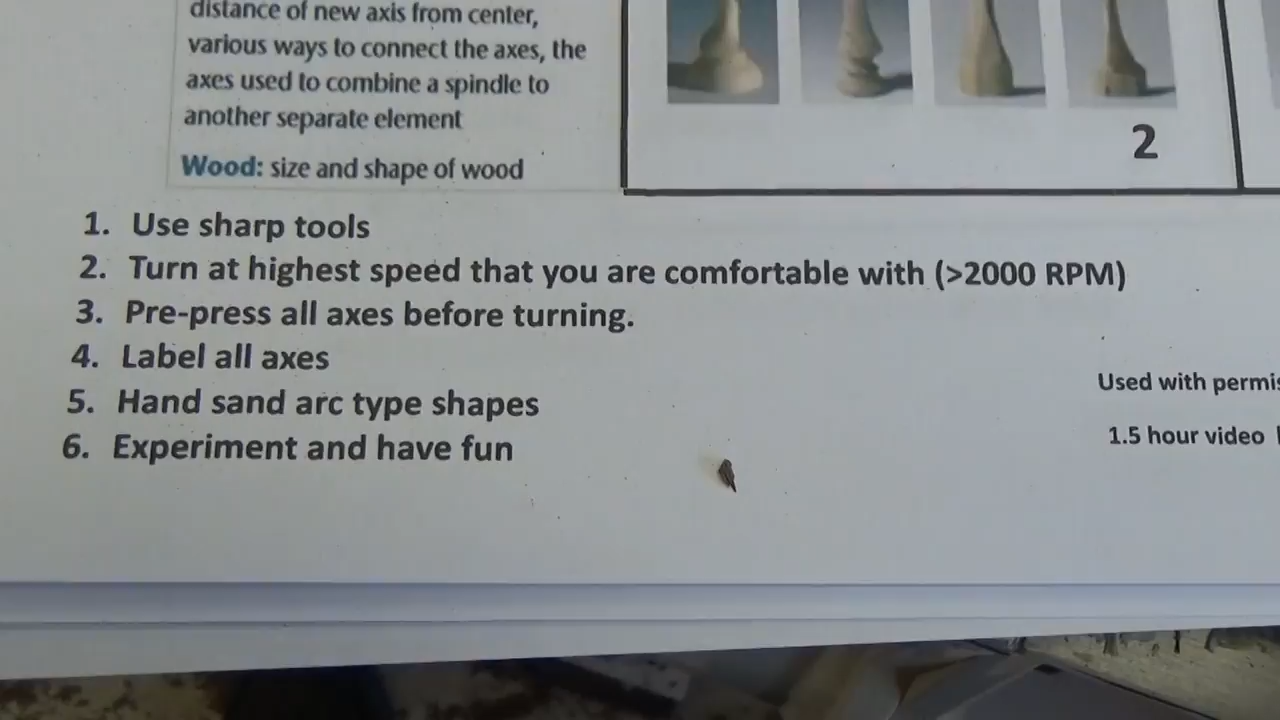 distance of new axis from center,
various ways to connect the axes, the
axes used to combine a spindle to
another separate element
Wood: size and shape of wood
2
1. Use sharp tools
2. Turn at highest speed that you are comfortable with (>2000 RPM)
3. Pre-press all axes before turning.
4. Label all axes
5. Hand sand arc type shapes
6. Experiment and have fun
Used with
1.5 hour video